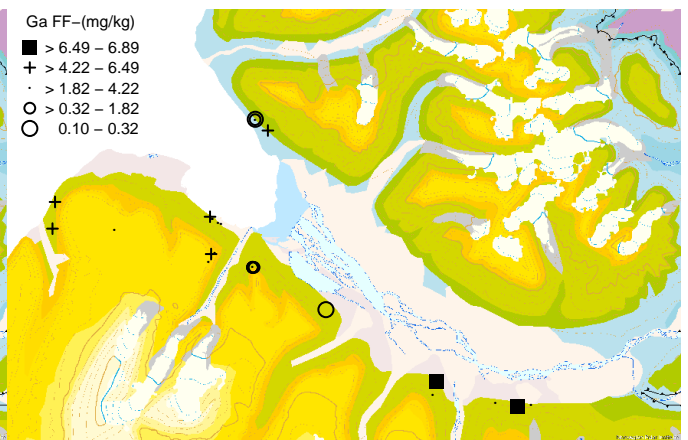 Ga FF−(mg/kg)
> 6.49 − 6.89
> 4.22 − 6.49
> 1.82 − 4.22
> 0.32 − 1.82
0.10 − 0.32